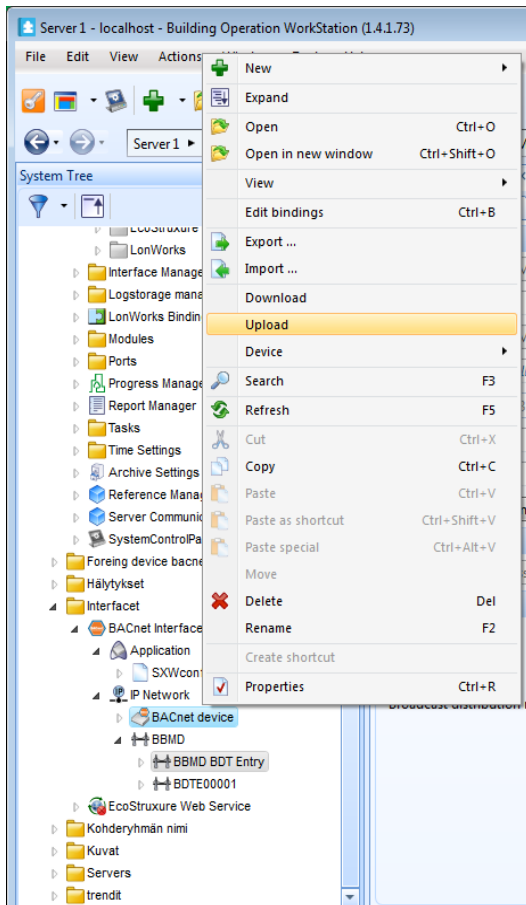 Server 1 - localhost - Building Operation WorkStation (1.4.1.73)
File Edit View Actions
Server 1
System Tree
LonWorks
Interface Manage
Logstorage mana
LonWorks Bindin
Modules
Ports
Progress Manage
Report Manager
Tasks
Time Settings
Archive Settings
Reference Mana
Server Communic
SystemControlPa
Foreing device bacne
Hälytykset
Interfacet
BACnet Interface
Application
SXWcon
IP Network
BACnet device
BBMD
BBMD BDT Entry
BDTE00001
EcoStruxure Web Service
Kohderyhmän nimi
Kuvat
Servers
trendit
New
Expand
Open Ctrl+O
Open in new window Ctrl+Shift+O
View
Edit bindings Ctrl+B
Export ...
Import ...
Download
Upload
Device
Search F3
Refresh F5
Cut Ctrl+X
Copy Ctrl+C
Paste Ctrl+V
Paste as shortcut Ctrl+Shift+V
Paste special Ctrl+Alt+V
Move
Delete Del
Rename F2
Create shortcut
Properties Ctrl+R